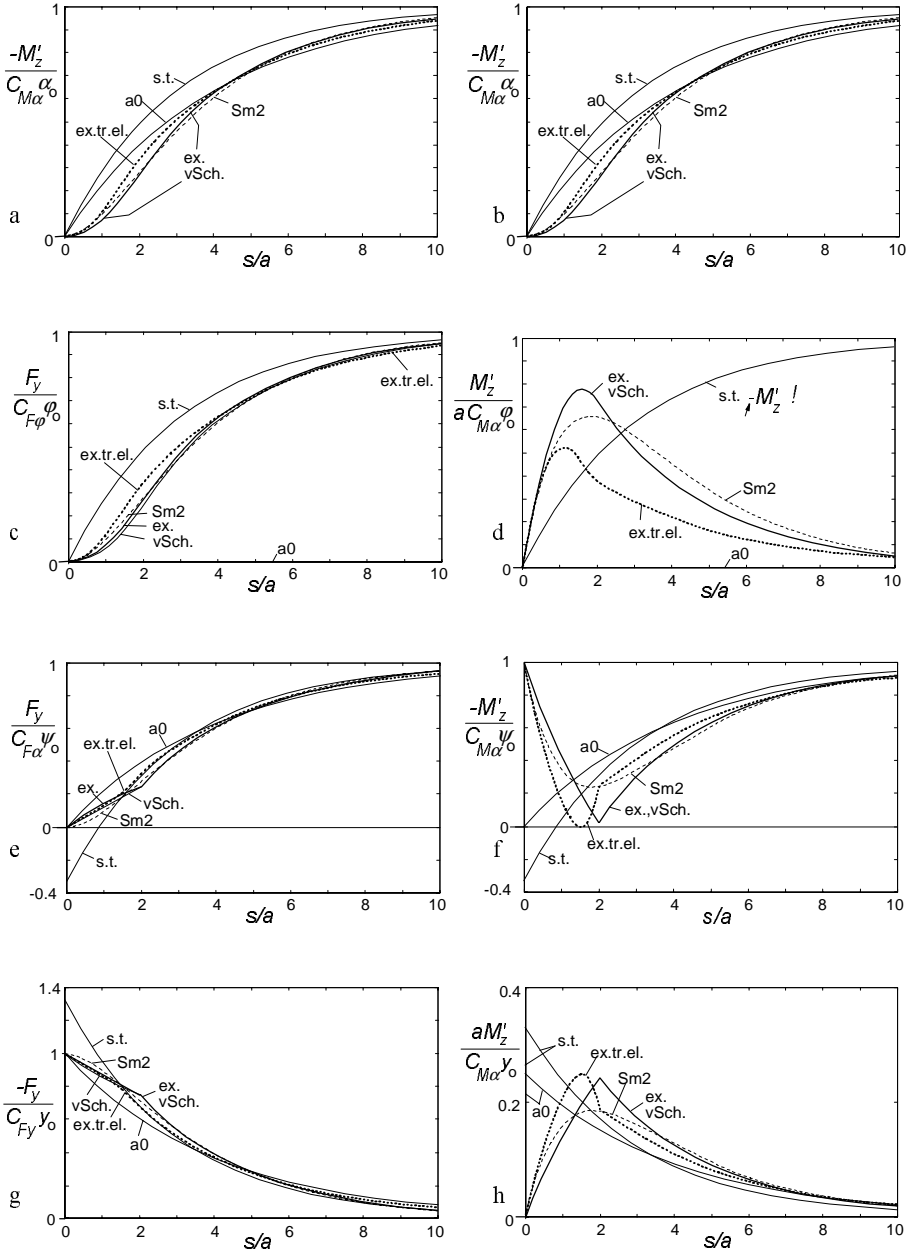 1
-M'z
CMα αo
s.t.
a0
ex.tr.el.
Sm2
ex.
vSch.
a
0
0 2 4 6 8 10
s/a
1
-M'z
CMα αo
s.t.
a0
ex.tr.el.
Sm2
ex.
vSch.
b
0
0 2 4 6 8 10
s/a
1
Fy
CFφ φo
s.t.
ex.tr.el.
ex.tr.el.
Sm2
ex.
vSch.
a0
c
0
0 2 4 6 8 10
s/a
1
M'z
aCMα φo
ex.
vSch.
s.t. -M'z !
Sm2
ex.tr.el.
a0
d
0
0 2 4 6 8 10
s/a
1
Fy
CFα ψo
a0
ex.tr.el.
ex.
vSch.
Sm2
0
s.t.
e
-0.4
0 2 4 6 8 10
s/a
1
-M'z
CMα ψo
a0
Sm2
ex.,vSch.
0
ex.tr.el.
s.t.
f
-0.4
0 2 4 6 8 10
s/a
1.4
s.t.
Sm2
1
ex.
vSch.
-Fy
CFy yo
vSch.
ex.tr.el.
a0
g
0
0 2 4 6 8 10
s/a
0.4
aM'z
CMα yo
s.t.
ex.tr.el.
Sm2
ex.
vSch.
0.2
a0
h
0
0 2 4 6 8 10
s/a